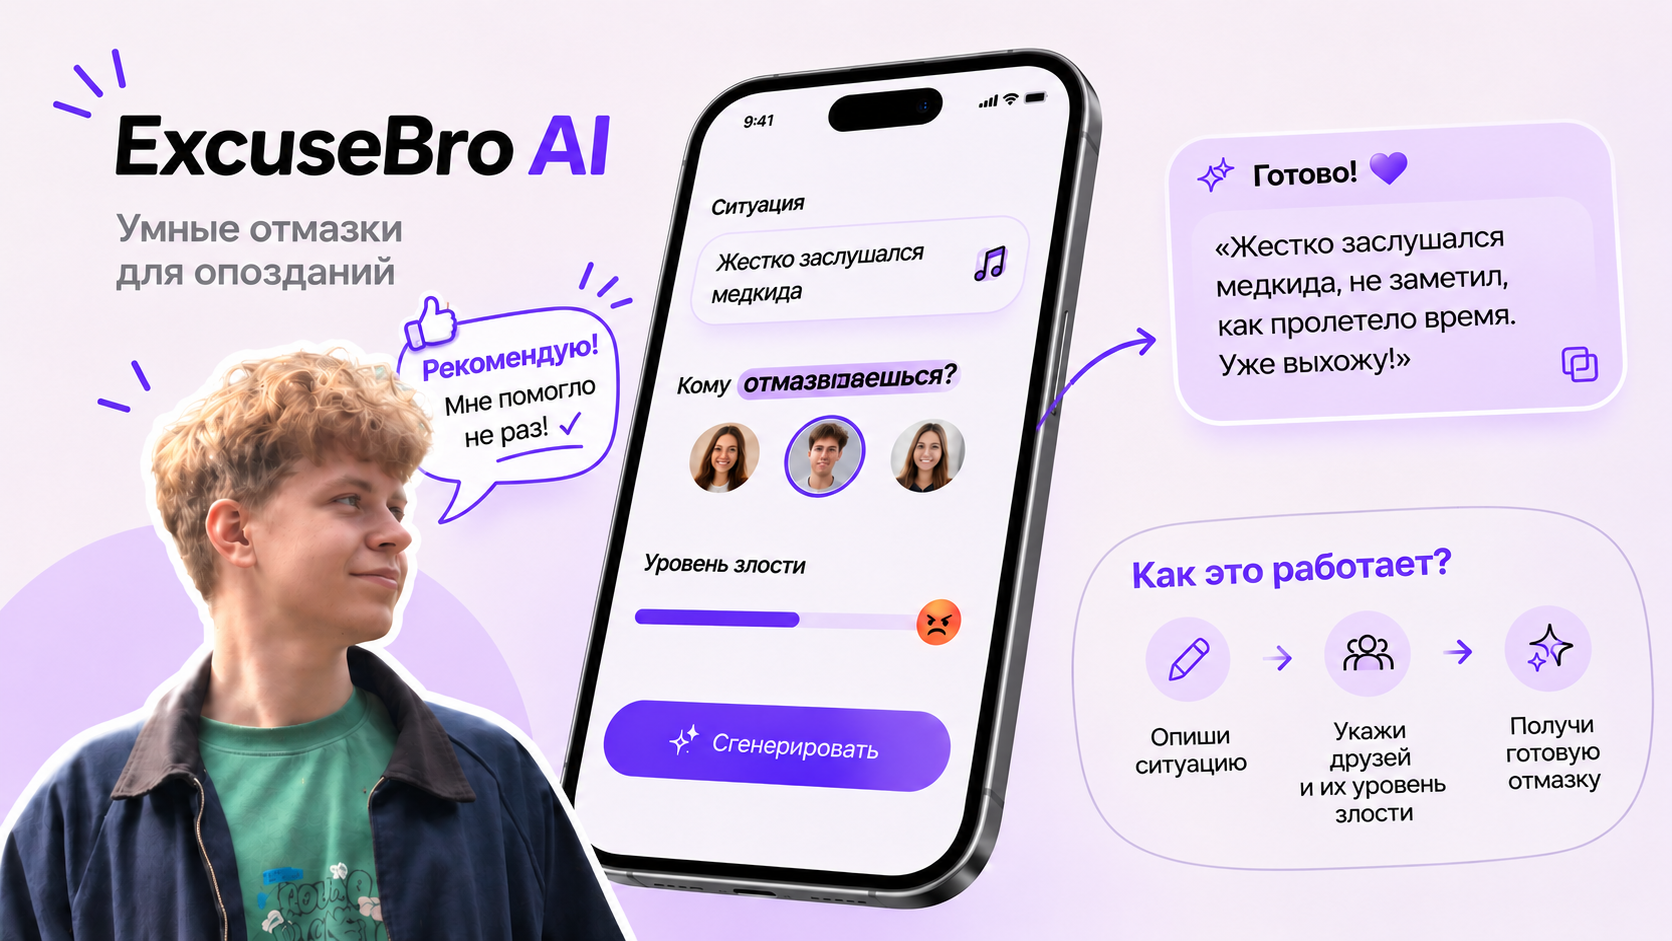 ExcuseBro AI
Умные отмазки
для опозданий
Рекомендую!
Мне помогло
не раз!
9:41
Ситуация
Жестко заслушался
медкида
Кому
Уровень злости
Сгенерировать
Готово!
«Жестко заслушался
медкида, не заметил,
как пролетело время.
Уже выхожу!»
Как это работает?
Опиши
ситуацию
Укажи
друзей
и их уровень
злости
Получи
готовую
отмазку